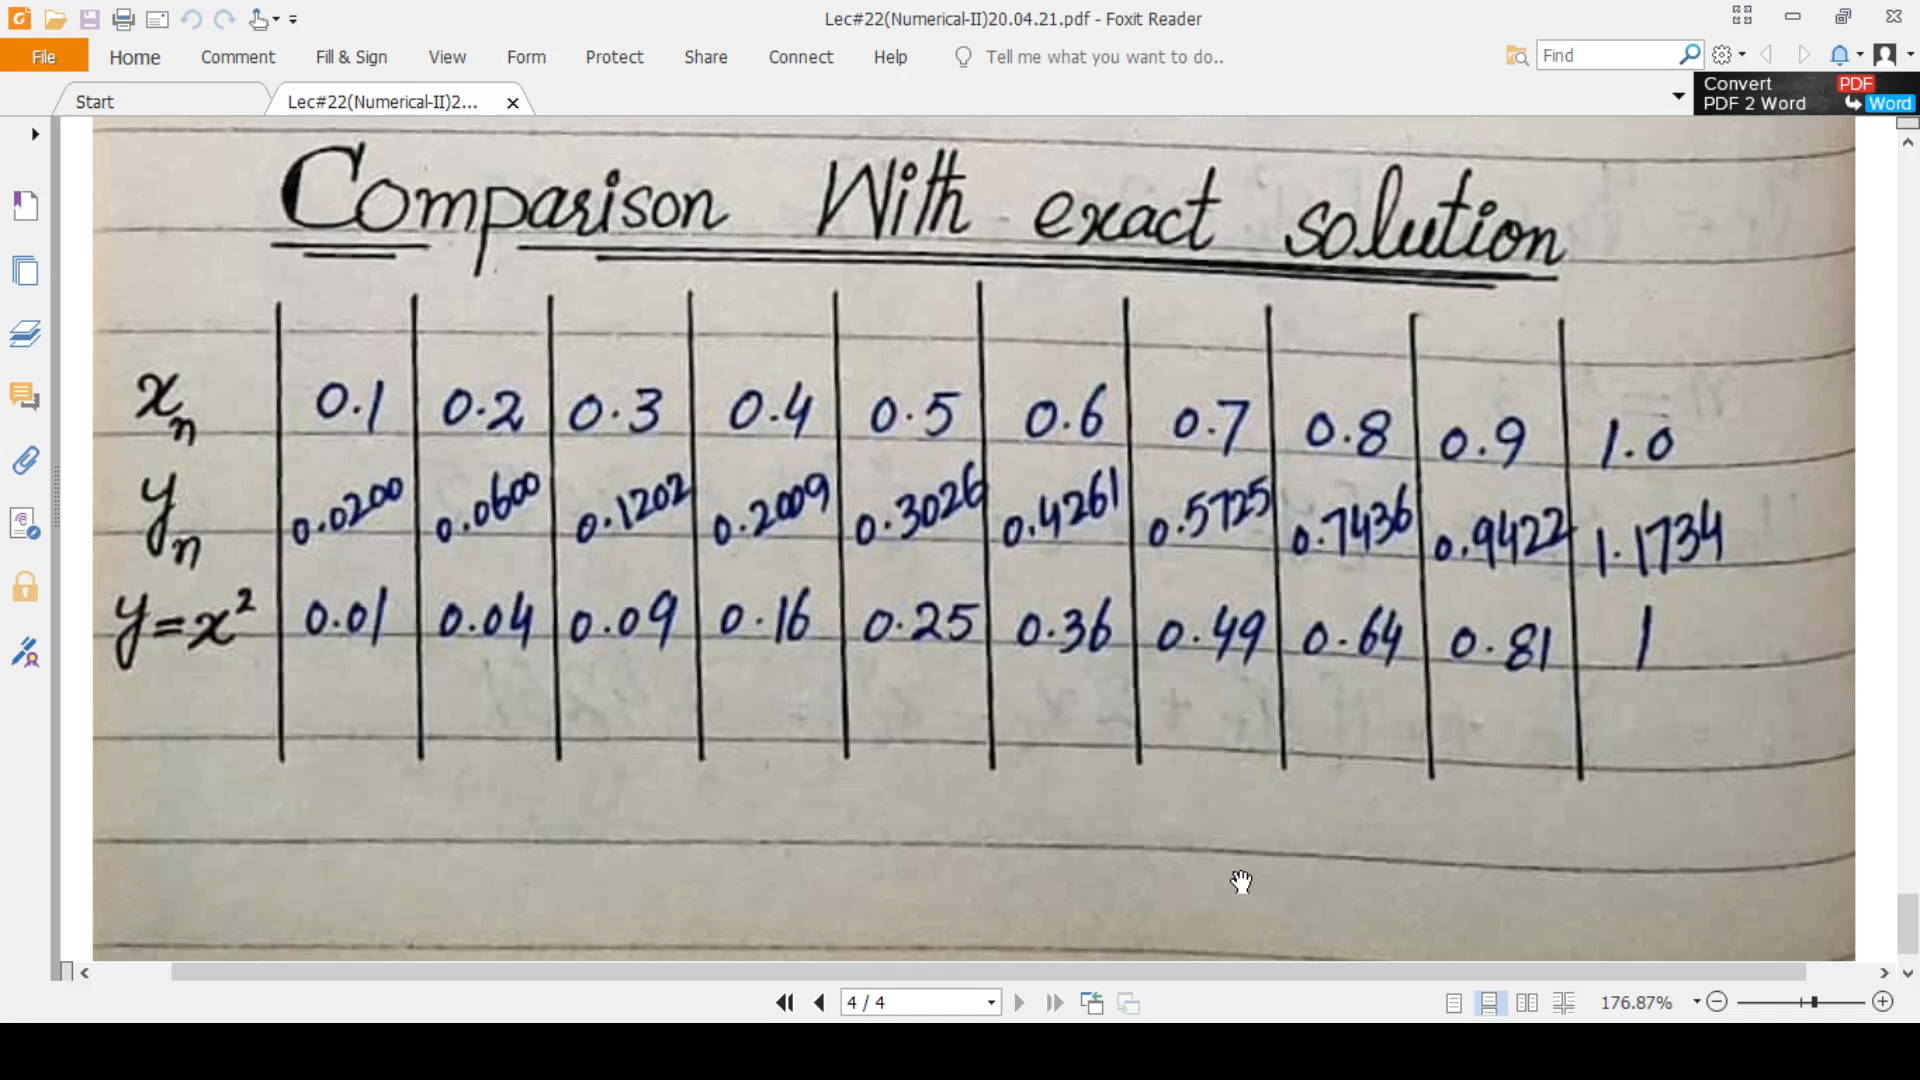 Lec#22(Numerical-II)20.04.21.pdf - Foxit Reader
File Home Comment Fill & Sign View Form Protect Share Connect Help Tell me what you want to do.. Find
Start Lec#22(Numerical-II)2... Convert PDF 2 Word PDF Word
Comparison With exact solution
xₙ 0.1 0.2 0.3 0.4 0.5 0.6 0.7 0.8 0.9 1.0
yₙ 0.0200 0.0600 0.1202 0.2009 0.3026 0.4261 0.5725 0.7436 0.9422 1.1734
y=x² 0.01 0.04 0.09 0.16 0.25 0.36 0.49 0.64 0.81 1
4 / 4 176.87%